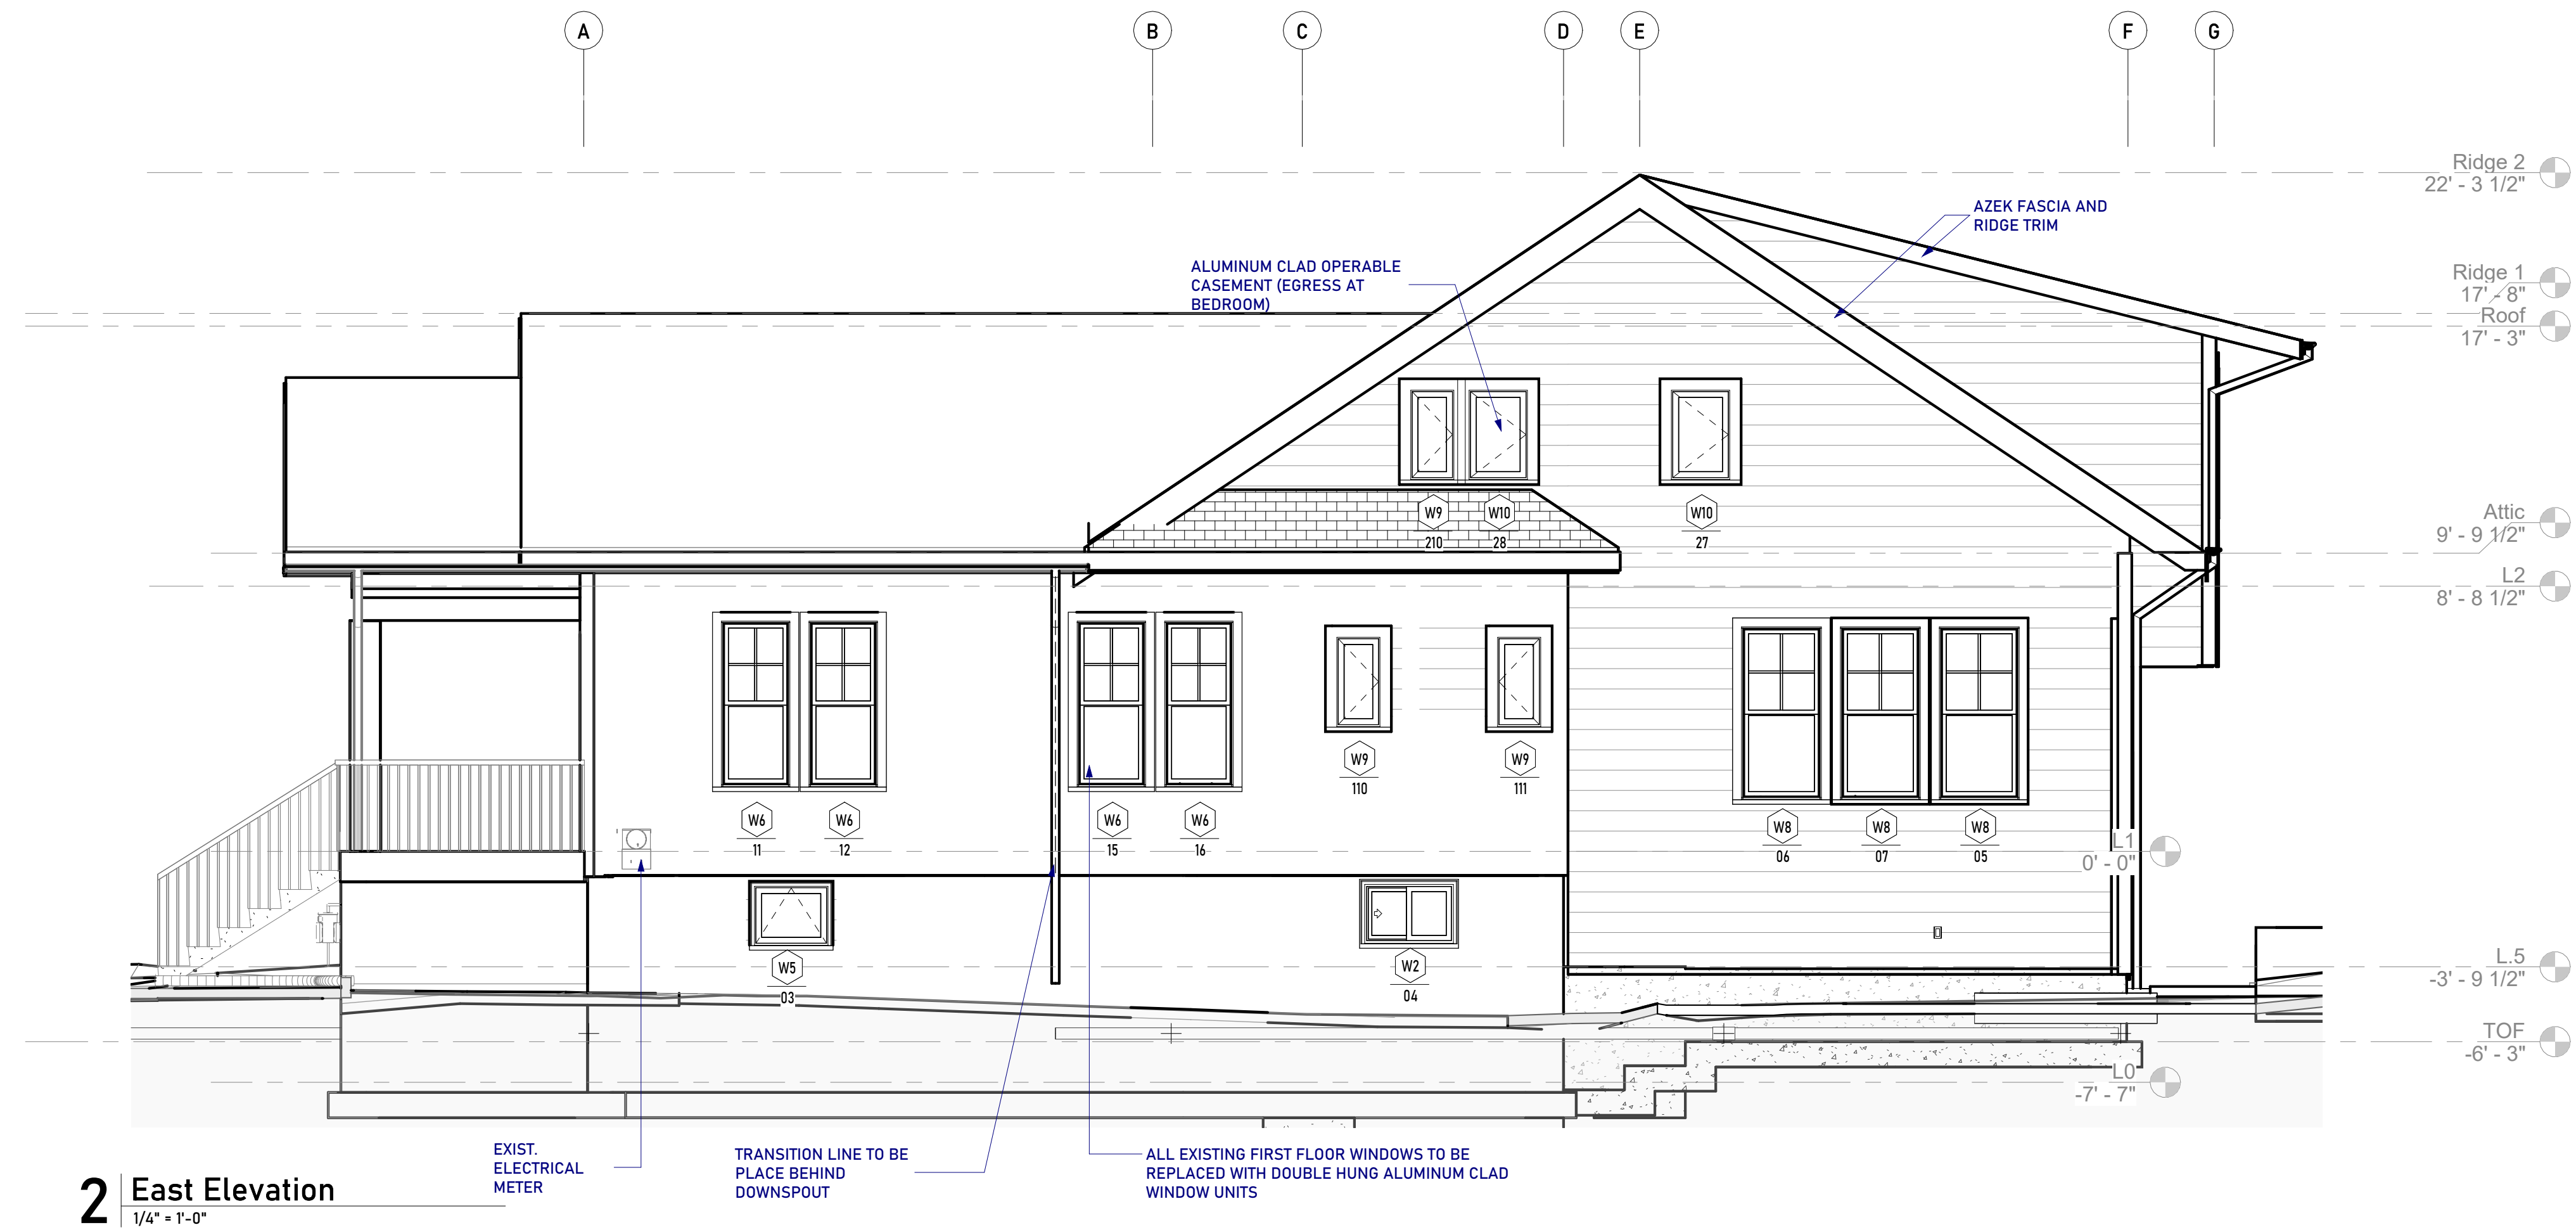 A
B
C
D
E
F
G
Ridge 2
22' - 3 1/2"
AZEK FASCIA AND
RIDGE TRIM
ALUMINUM CLAD OPERABLE
CASEMENT (EGRESS AT
BEDROOM)
Ridge 1
17' - 8"
Roof
17' - 3"
W9
210
W10
28
W10
27
Attic
9' - 9 1/2"
L2
8' - 8 1/2"
W9
110
W9
111
W6
11
W6
12
W6
15
W6
16
W8
06
W8
07
W8
05
L1
0' - 0"
W5
03
W2
04
L.5
-3' - 9 1/2"
TOF
-6' - 3"
L0
-7' - 7"
EXIST.
ELECTRICAL
METER
TRANSITION LINE TO BE
PLACE BEHIND
DOWNSPOUT
ALL EXISTING FIRST FLOOR WINDOWS TO BE
REPLACED WITH DOUBLE HUNG ALUMINUM CLAD
WINDOW UNITS
2
East Elevation
1/4" = 1'-0"